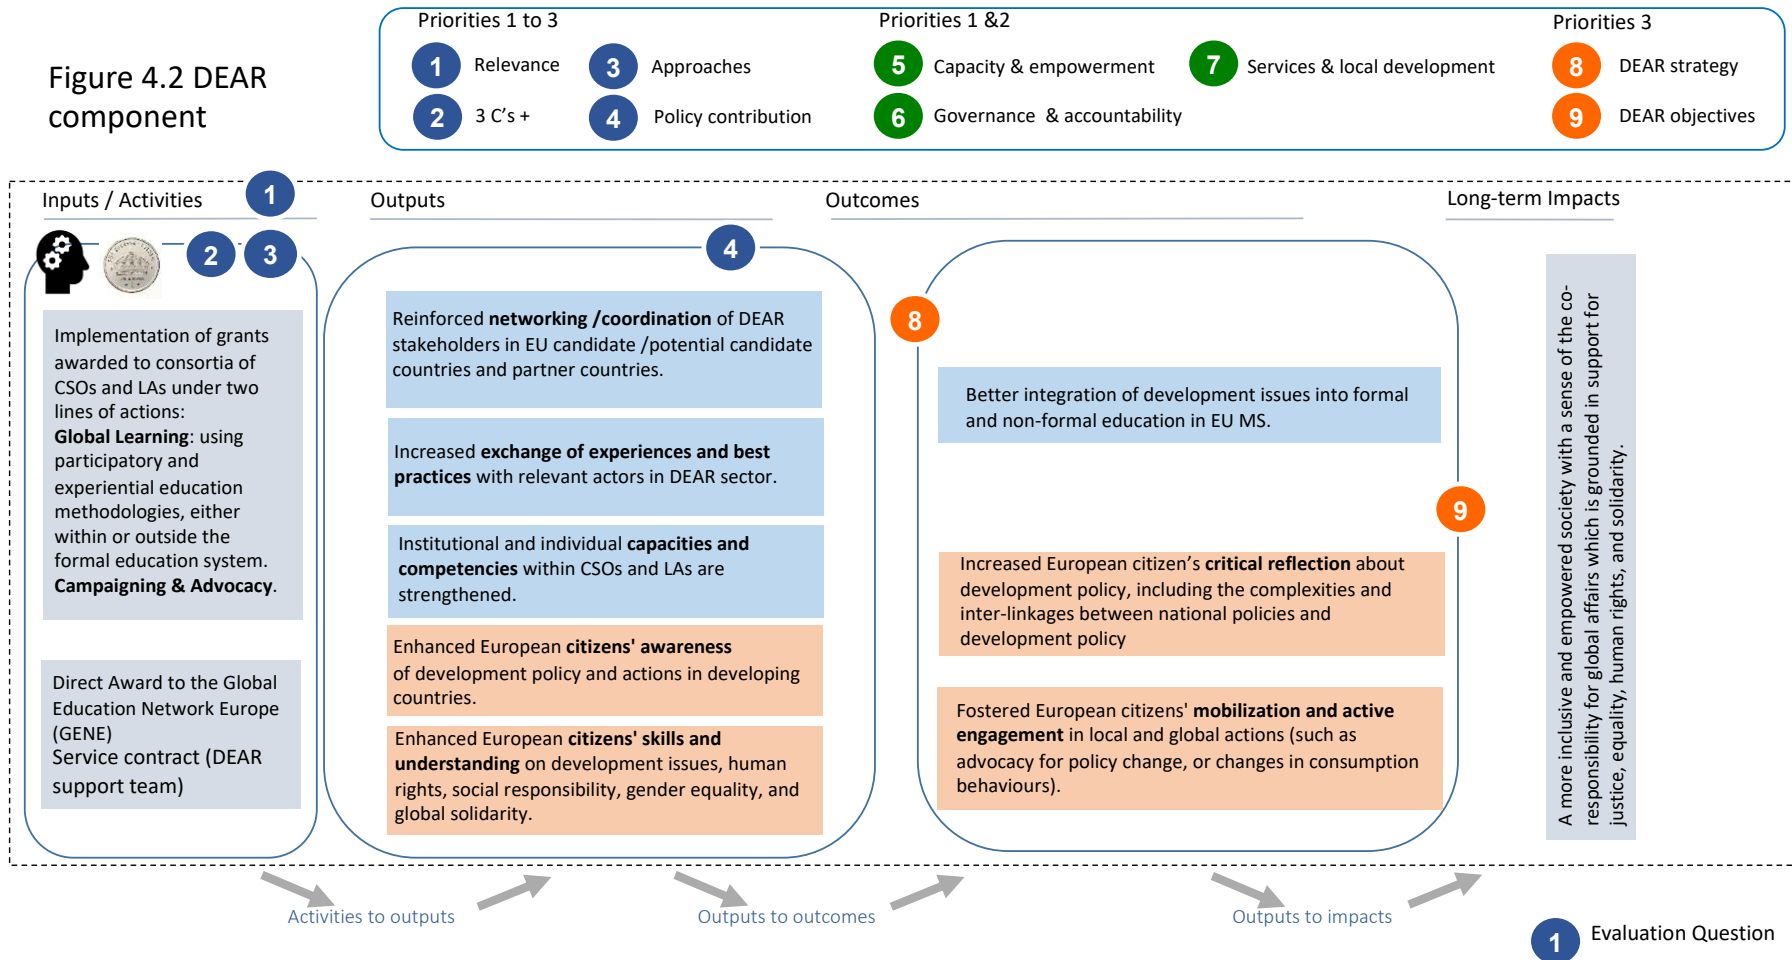 Figure 4.2 DEAR
component
Priorities 1 to 3
1 Relevance
2 3 C's +
3 Approaches
4 Policy contribution
Priorities 1 &2
5 Capacity & empowerment
6 Governance & accountability
7 Services & local development
Priorities 3
8 DEAR strategy
9 DEAR objectives
Inputs / Activities
1
2
3
Implementation of grants
awarded to consortia of
CSOs and LAs under two
lines of actions:
Global Learning: using
participatory and
experiential education
methodologies, either
within or outside the
formal education system.
Campaigning & Advocacy.
Direct Award to the Global
Education Network Europe
(GENE)
Service contract (DEAR
support team)
Outputs
4
Reinforced networking /coordination of DEAR
stakeholders in EU candidate /potential candidate
countries and partner countries.
Increased exchange of experiences and best
practices with relevant actors in DEAR sector.
Institutional and individual capacities and
competencies within CSOs and LAs are
strengthened.
Enhanced European citizens' awareness
of development policy and actions in developing
countries.
Enhanced European citizens' skills and
understanding on development issues, human
rights, social responsibility, gender equality, and
global solidarity.
Outcomes
8
Better integration of development issues into formal
and non-formal education in EU MS.
9
Increased European citizen's critical reflection about
development policy, including the complexities and
inter-linkages between national policies and
development policy
Fostered European citizens' mobilization and active
engagement in local and global actions (such as
advocacy for policy change, or changes in consumption
behaviours).
Long-term Impacts
A more inclusive and empowered society with a sense of the co-
responsibility for global affairs which is grounded in support for
justice, equality, human rights, and solidarity.
Activities to outputs
Outputs to outcomes
Outputs to impacts
1 Evaluation Question